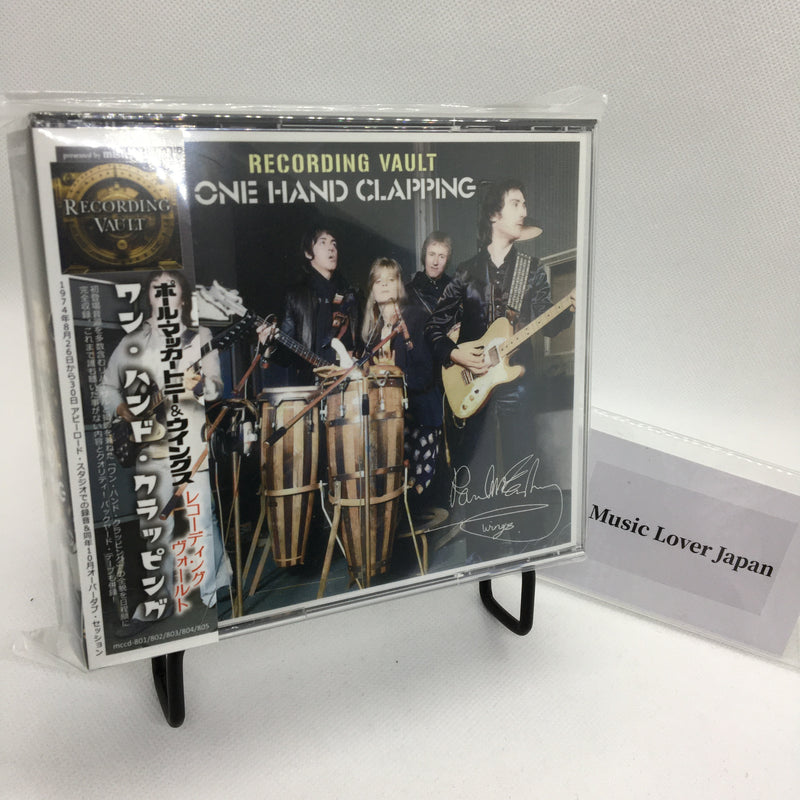 presented by
RECORDING
VAULT
RECORDING VAULT
ONE HAND CLAPPING
ポール・マッカートニー&ウイングス
ワン・ハンド・クラッピング
レコーディング
ヴォールト
1974年8月26日から30日 アビーロード・スタジオでの録音&同年10月オーバーダブ・セッション
mccd-801/802/803/804/805
wings.
Music Lover Japan